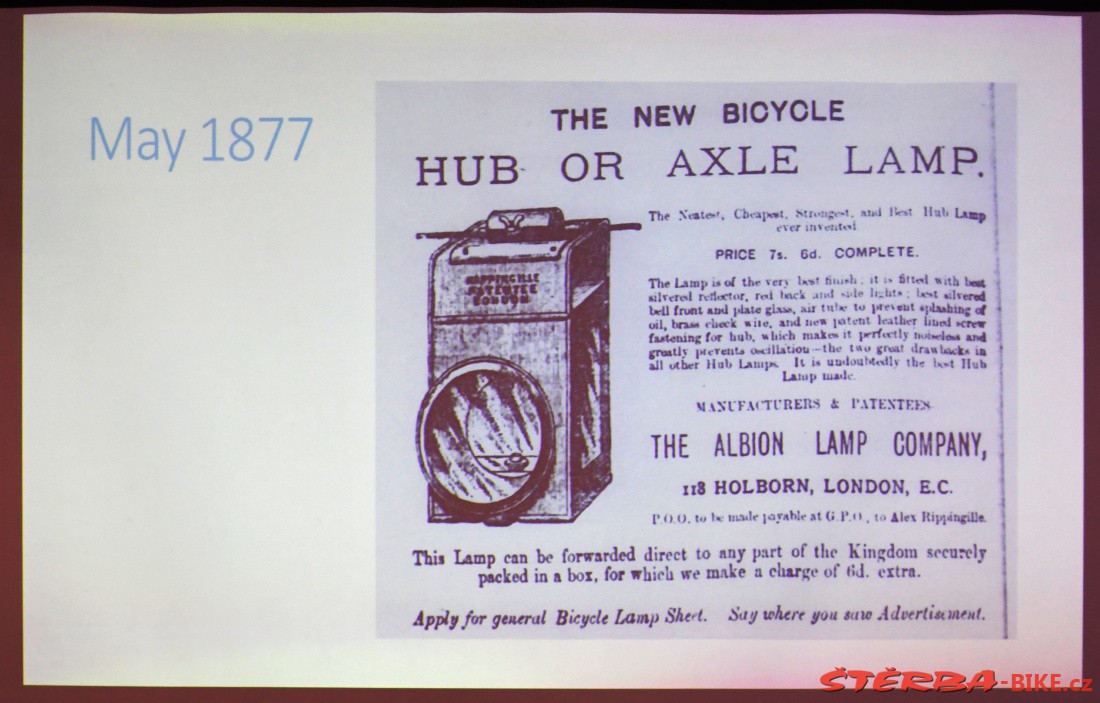 May 1877
THE NEW BICYCLE
HUB OR AXLE LAMP.
The Neatest, Cheapest, Strongest, and Best Hub Lamp
ever invented
PRICE 7s. 6d. COMPLETE.
The Lamp is of the very best finish; it is fitted with best
silvered reflector, red back and side lights; best silvered
bell front and plate glass, air tube to prevent splashing of
oil, brass check wire, and new patent leather lined screw
fastening for hub, which makes it perfectly noiseless and
greatly prevents oscillation—the two great drawbacks in
all other Hub Lamps. It is undoubtedly the best Hub
Lamp made.
MANUFACTURERS & PATENTEES
THE ALBION LAMP COMPANY,
118 HOLBORN, LONDON, E.C.
P.O.O. to be made payable at G.P.O., to Alex Rippingille.
This Lamp can be forwarded direct to any part of the Kingdom securely
packed in a box, for which we make a charge of 6d. extra.
Apply for general Bicycle Lamp Sheet. Say where you saw Advertisement.
RIPPINGILLE
PATENTEE
LONDON
ŠTĚRBA-BIKE.cz